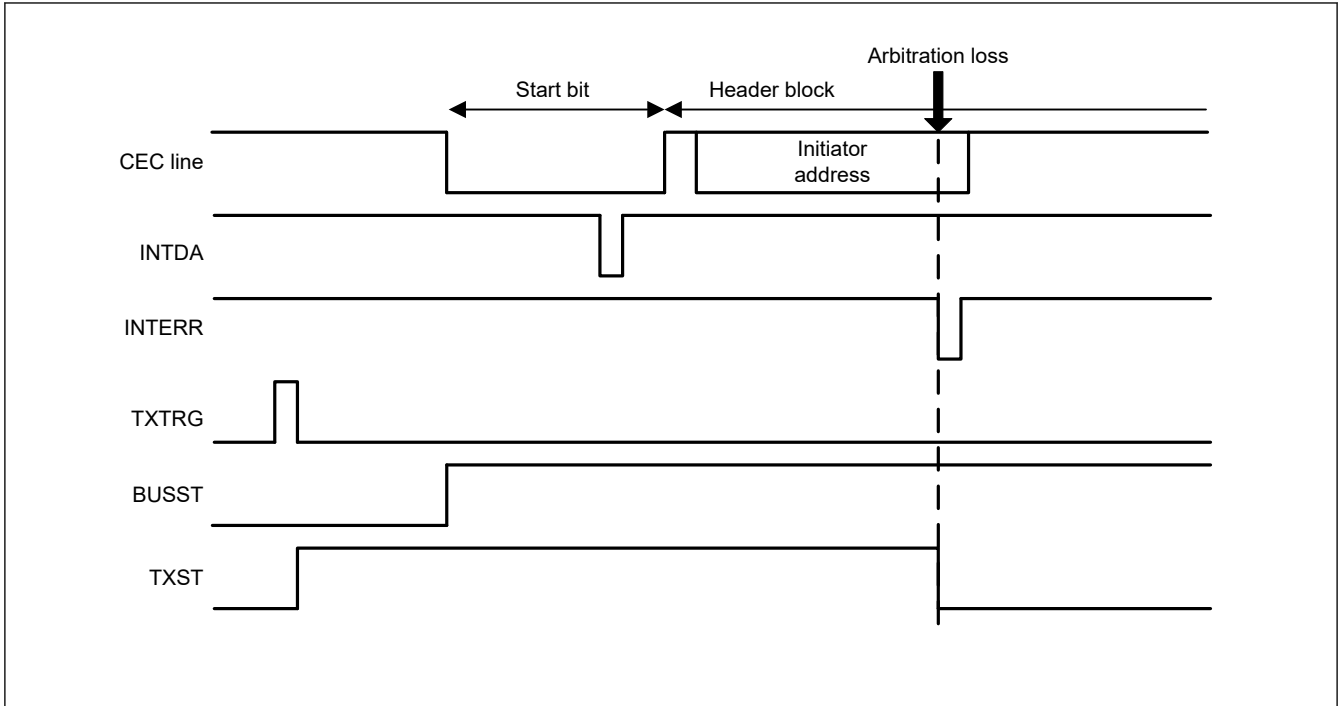 Arbitration loss
Start bit
Header block
CEC line
Initiator
address
INTDA
INTERR
TXTRG
BUSST
TXST